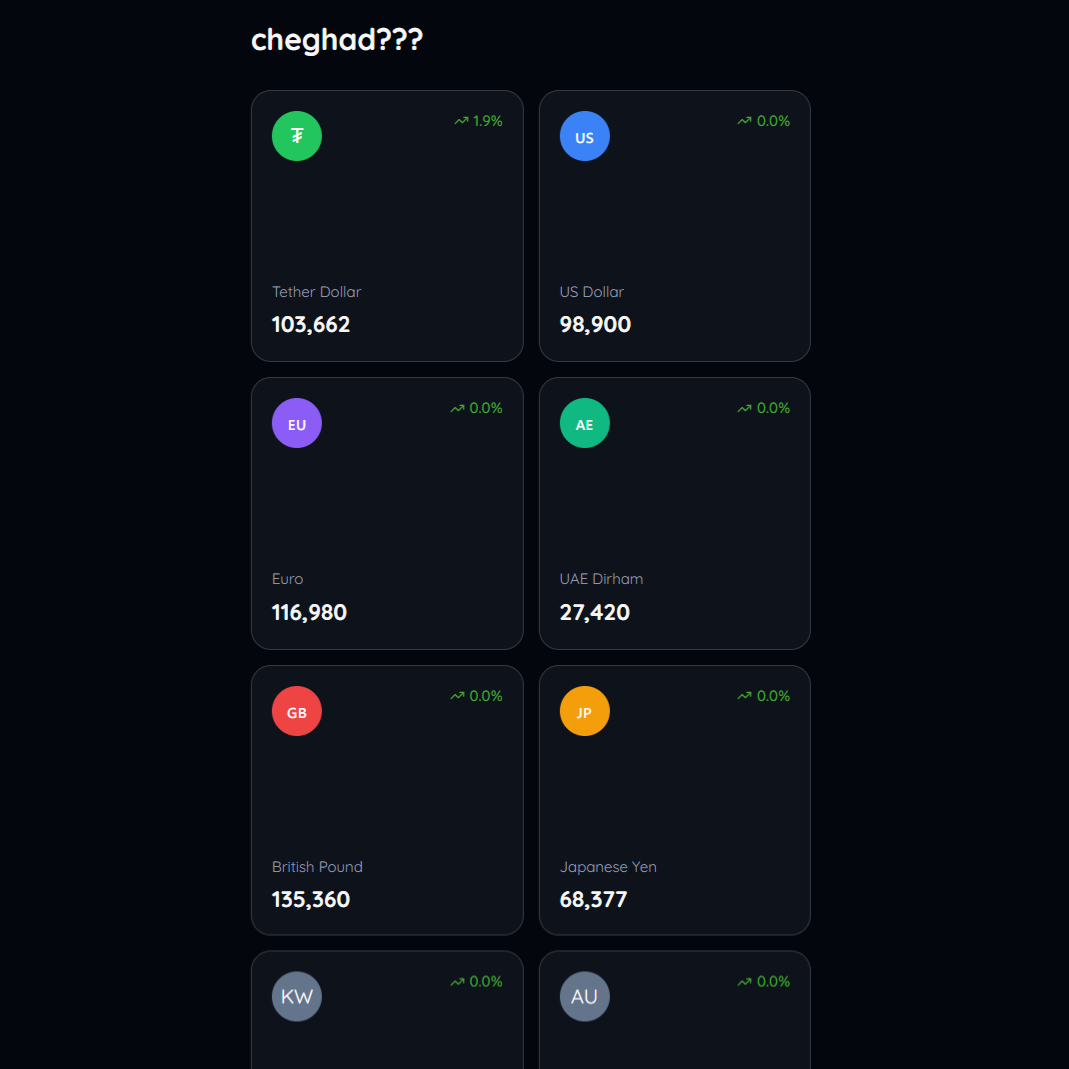 cheghad???
₮ 1.9%
Tether Dollar
103,662
US 0.0%
US Dollar
98,900
EU 0.0%
Euro
116,980
AE 0.0%
UAE Dirham
27,420
GB 0.0%
British Pound
135,360
JP 0.0%
Japanese Yen
68,377
KW 0.0%
AU 0.0%